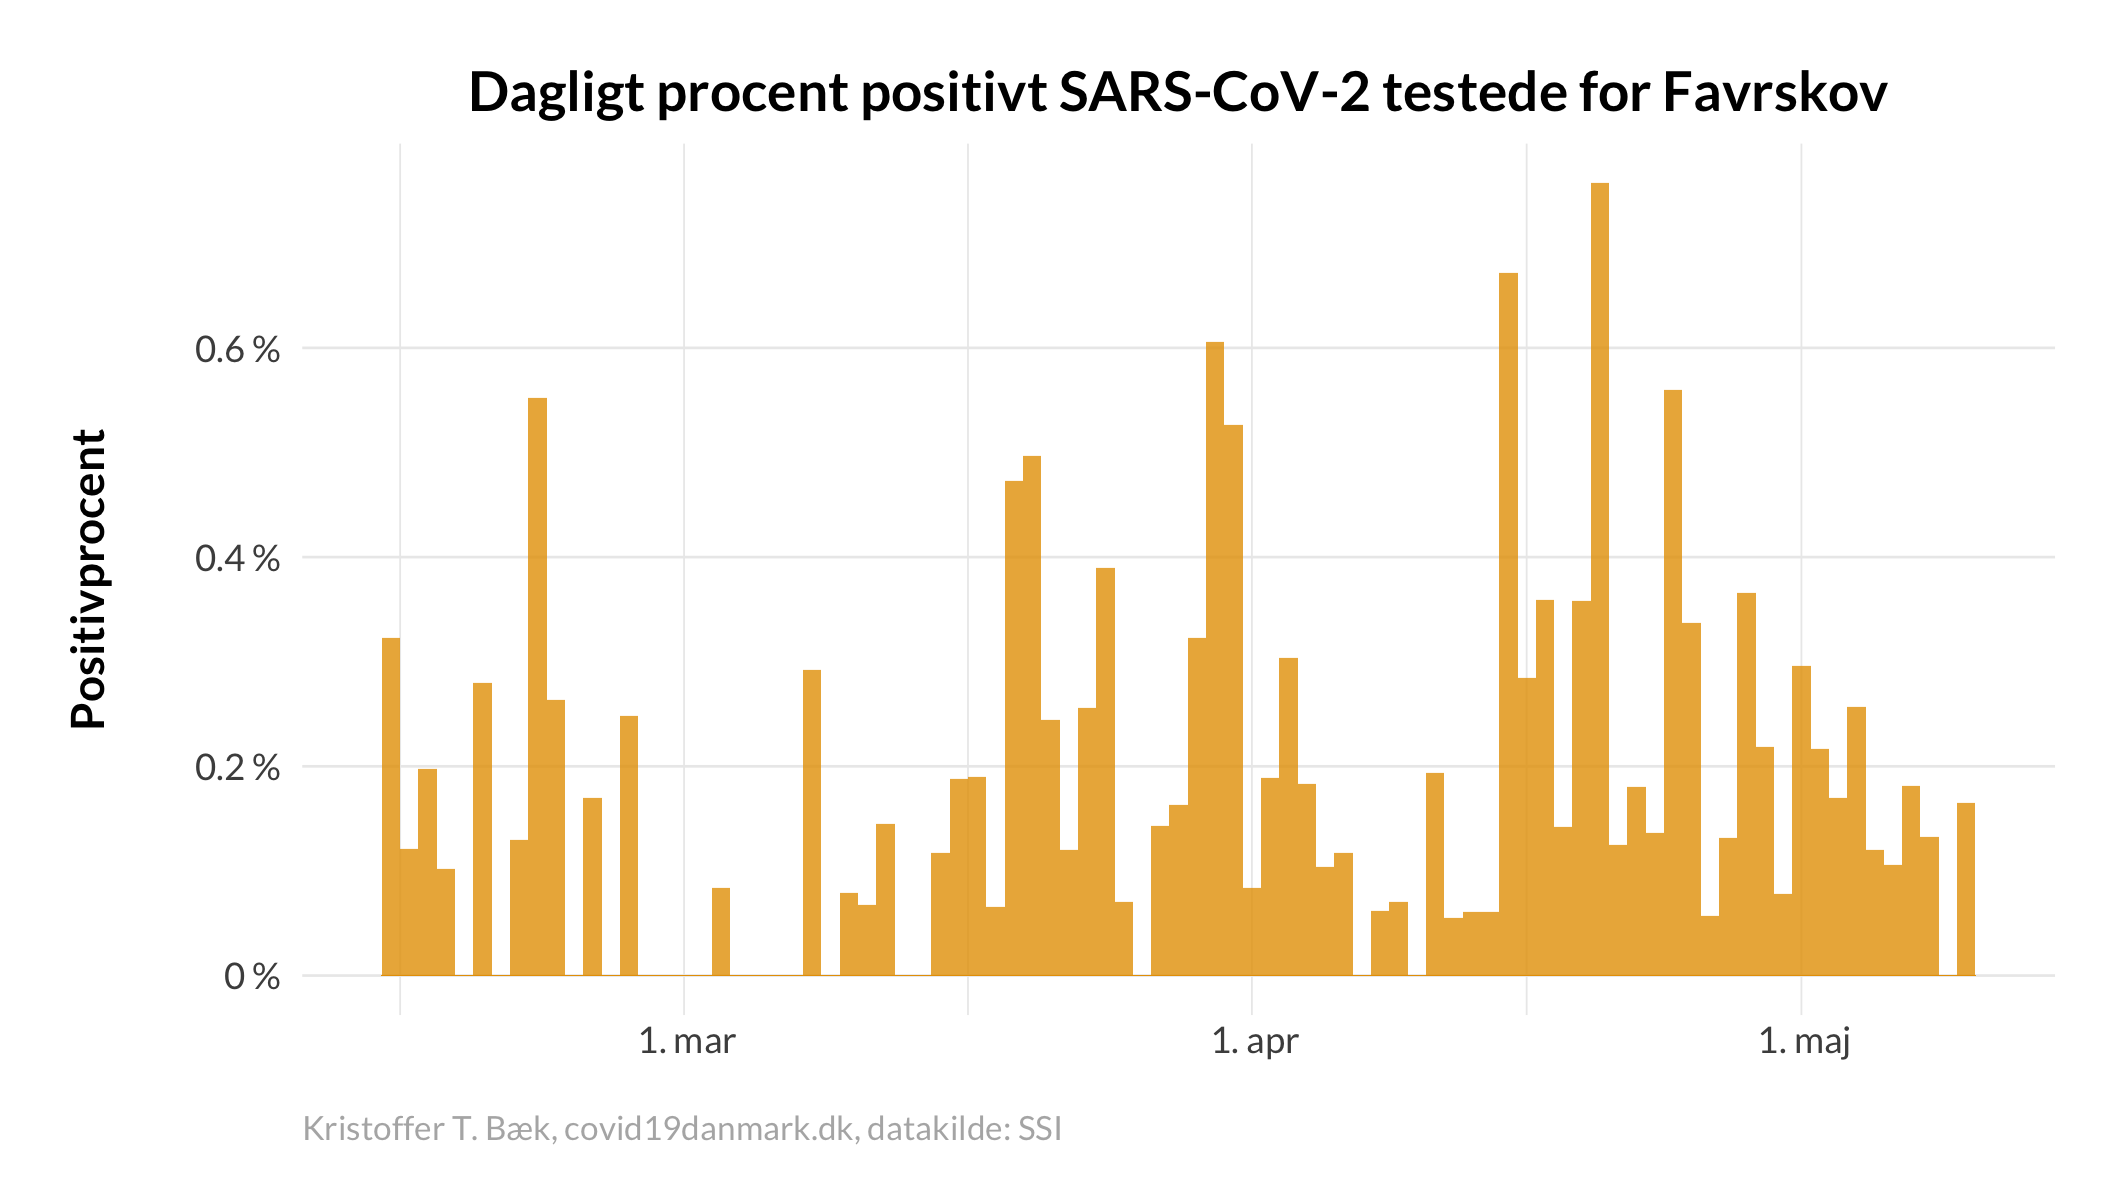 Dagligt procent positivt SARS-CoV-2 testede for Favrskov
Positivprocent
0.6 %
0.4 %
0.2 %
0 %
1. mar
1. apr
1. maj
Kristoffer T. Bæk, covid19danmark.dk, datakilde: SSI